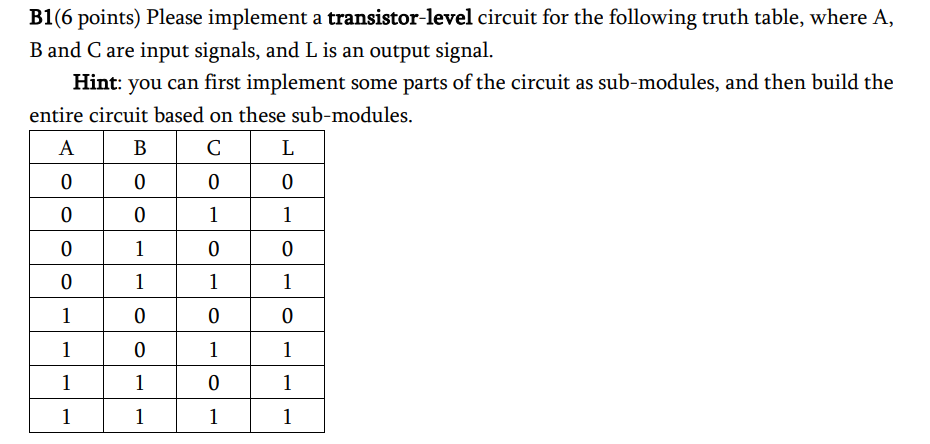 B1(6 points) Please implement a transistor-level circuit for the following truth table, where A,
B and C are input signals, and L is an output signal.
Hint: you can first implement some parts of the circuit as sub-modules, and then build the
entire circuit based on these sub-modules.
A B C L
0 0 0 0
0 0 1 1
0 1 0 0
0 1 1 1
1 0 0 0
1 0 1 1
1 1 0 1
1 1 1 1